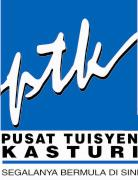 ptk
PUSAT TUISYEN
KASTURI
SEGALANYA BERMULA DI SINI